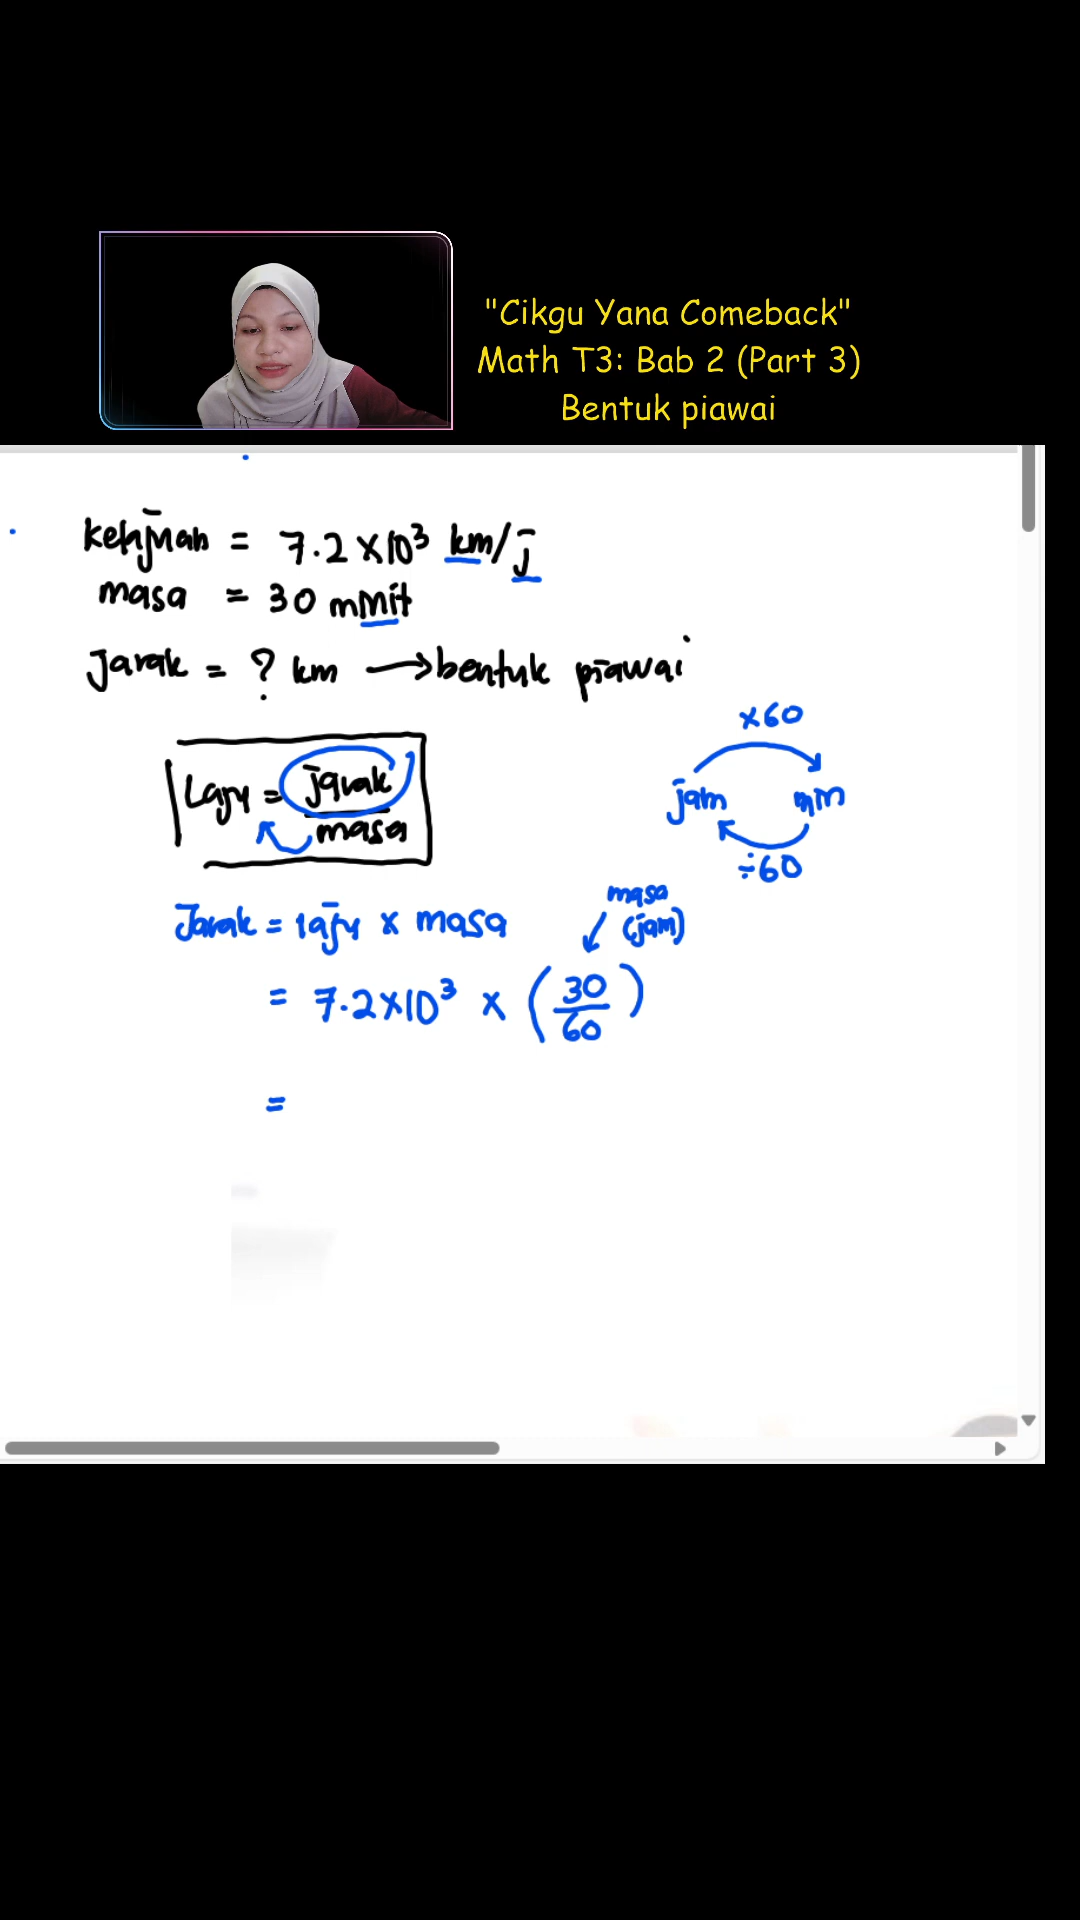 "Cikgu Yana Comeback"
Math T3: Bab 2 (Part 3)
Bentuk piawai
kelajuan = 7.2 × 10³ km/j
masa = 30 minit
Jarak = ? km → bentuk piawai
×60
jam min
÷60
Laju = jarak
masa
masa
(jam)
Jarak = laju × masa
= 7.2 × 10³ × (30/60)
=